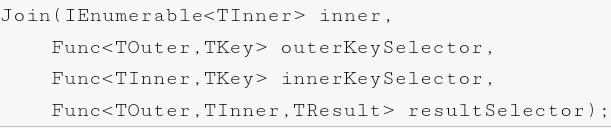 Join(IEnumerable<TInner> inner,
    Func<TOuter,TKey> outerKeySelector,
    Func<TInner,TKey> innerKeySelector,
    Func<TOuter,TInner,TResult> resultSelector);